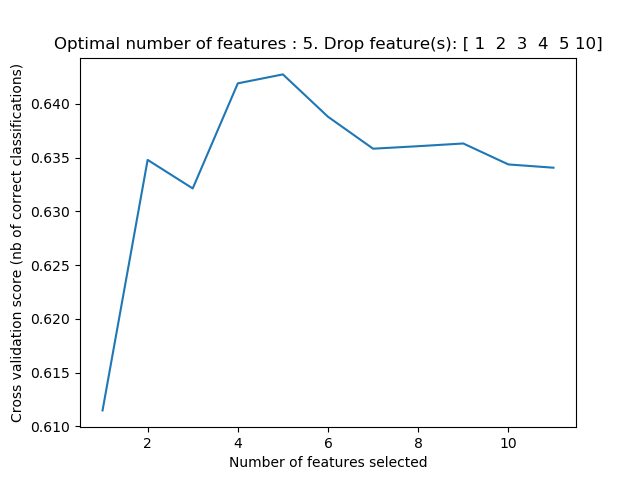 Optimal number of features : 5. Drop feature(s): [ 1  2  3  4  5 10]
Cross validation score (nb of correct classifications)
0.640
0.635
0.630
0.625
0.620
0.615
0.610
2 4 6 8 10
Number of features selected